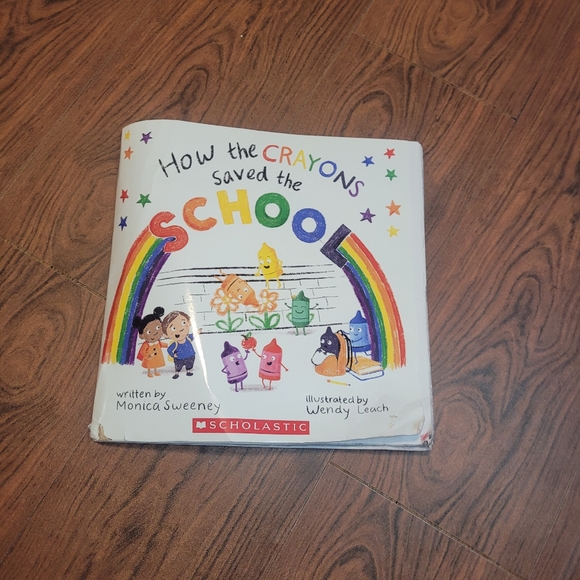 How the CRAYONS
saved the
SCHOOL
written by
Monica Sweeney
illustrated by
Wendy Leach
SCHOLASTIC